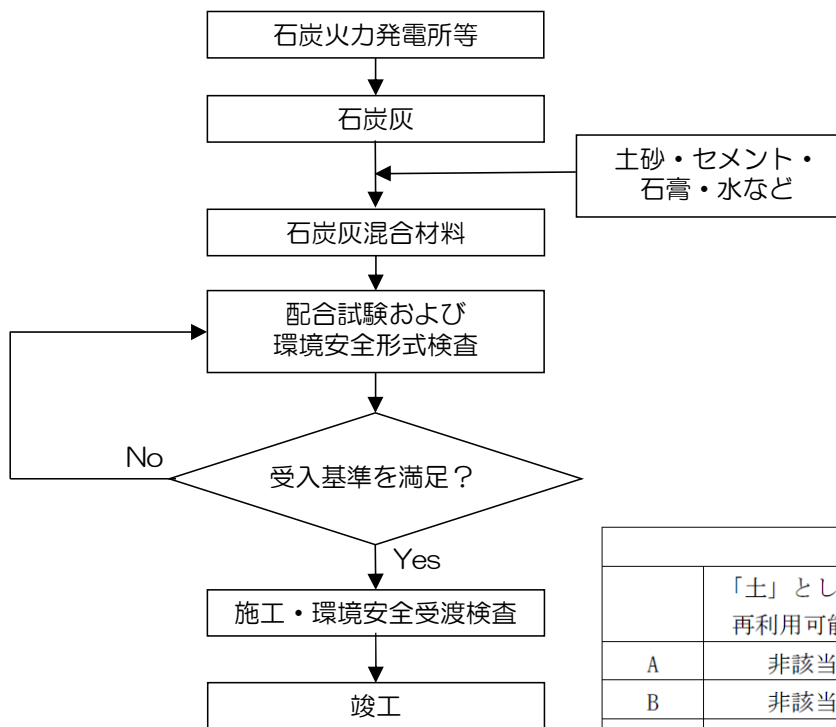 石炭火力発電所等
石炭灰
土砂・セメント・
石膏・水など
石炭灰混合材料
配合試験および
環境安全形式検査
No
受入基準を満足？
Yes
施工・環境安全受渡検査
竣工
「土」とし
再利用可能
A 非該当
B 非該当